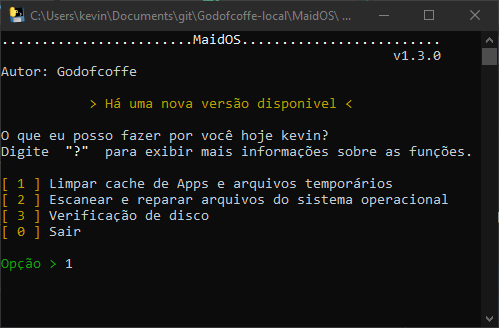 C:\Users\kevin\Documents\git\Godofcoffe-local\MaidOS\ ...
........................MaidOS.........................
v1.3.0
Autor: Godofcoffe
> Há uma nova versão disponivel <
O que eu posso fazer por você hoje kevin?
Digite  "?"  para exibir mais informações sobre as funções.
[ 1 ] Limpar cache de Apps e arquivos temporários
[ 2 ] Escanear e reparar arquivos do sistema operacional
[ 3 ] Verificação de disco
[ 0 ] Sair
Opção > 1